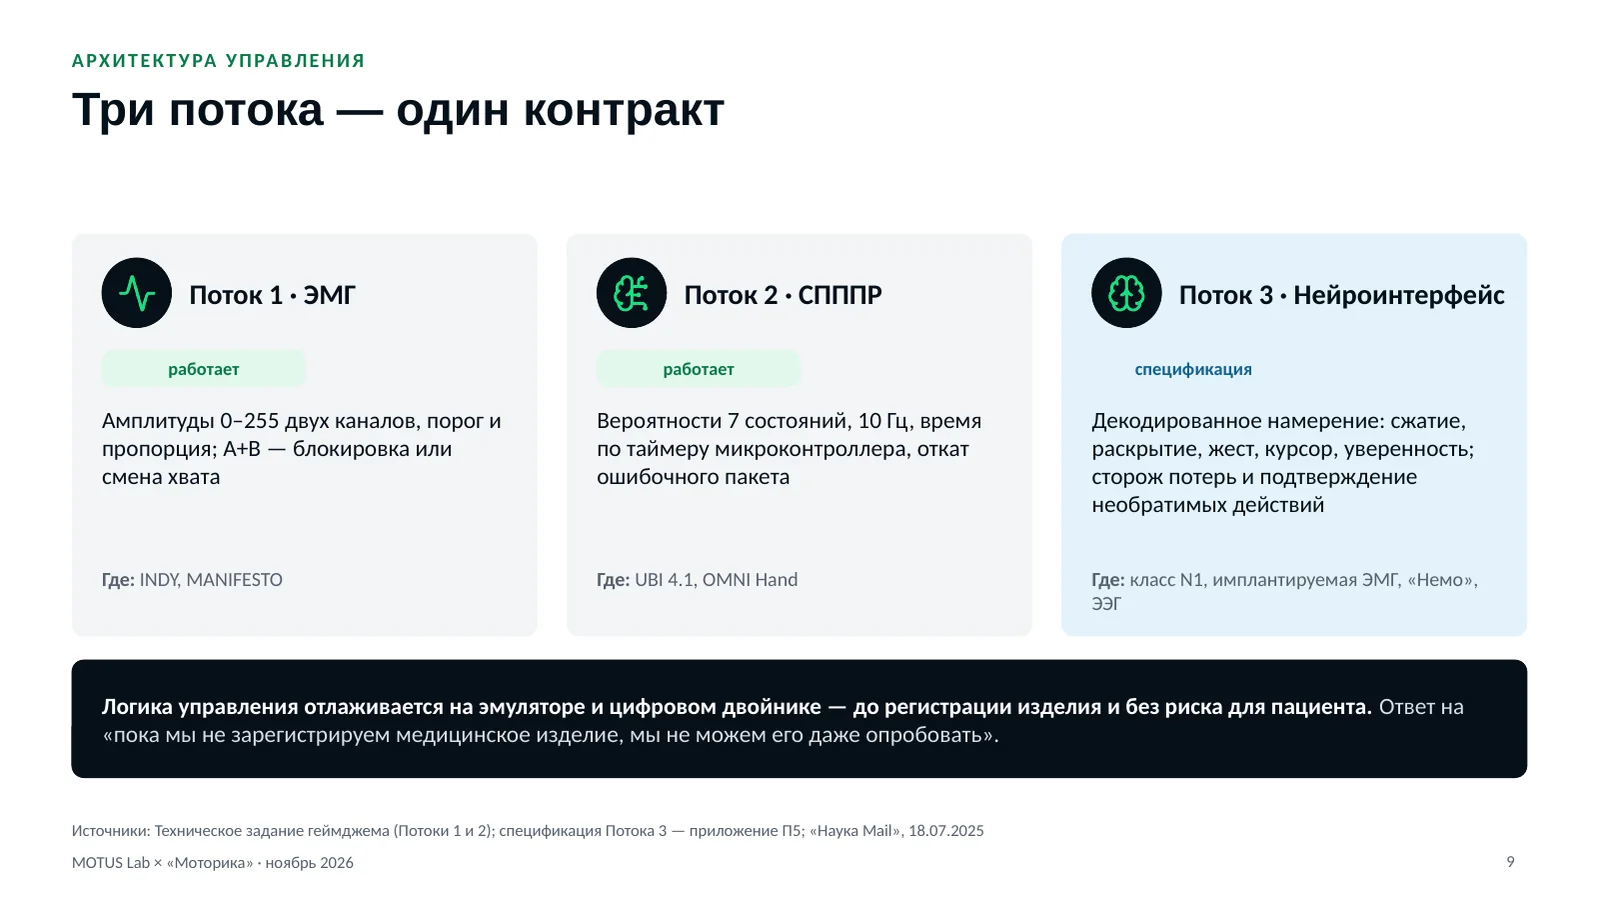 АРХИТЕКТУРА УПРАВЛЕНИЯ
Три потока — один контракт
Поток 1 · ЭМГ
работает
Амплитуды 0–255 двух каналов, порог и
пропорция; A+B — блокировка или
смена хвата
Где: INDY, MANIFESTO
Поток 2 · СПППР
работает
Вероятности 7 состояний, 10 Гц, время
по таймеру микроконтроллера, откат
ошибочного пакета
Где: UBI 4.1, OMNI Hand
Поток 3 · Нейроинтерфейс
спецификация
Декодированное намерение: сжатие,
раскрытие, жест, курсор, уверенность;
сторож потерь и подтверждение
необратимых действий
Где: класс N1, имплантируемая ЭМГ, «Немо»,
ЭЭГ
Логика управления отлаживается на эмуляторе и цифровом двойнике — до регистрации изделия и без риска для пациента. Ответ на
«пока мы не зарегистрируем медицинское изделие, мы не можем его даже опробовать».
Источники: Техническое задание геймджема (Потоки 1 и 2); спецификация Потока 3 — приложение П5; «Наука Mail», 18.07.2025
MOTUS Lab × «Моторика» · ноябрь 2026
9